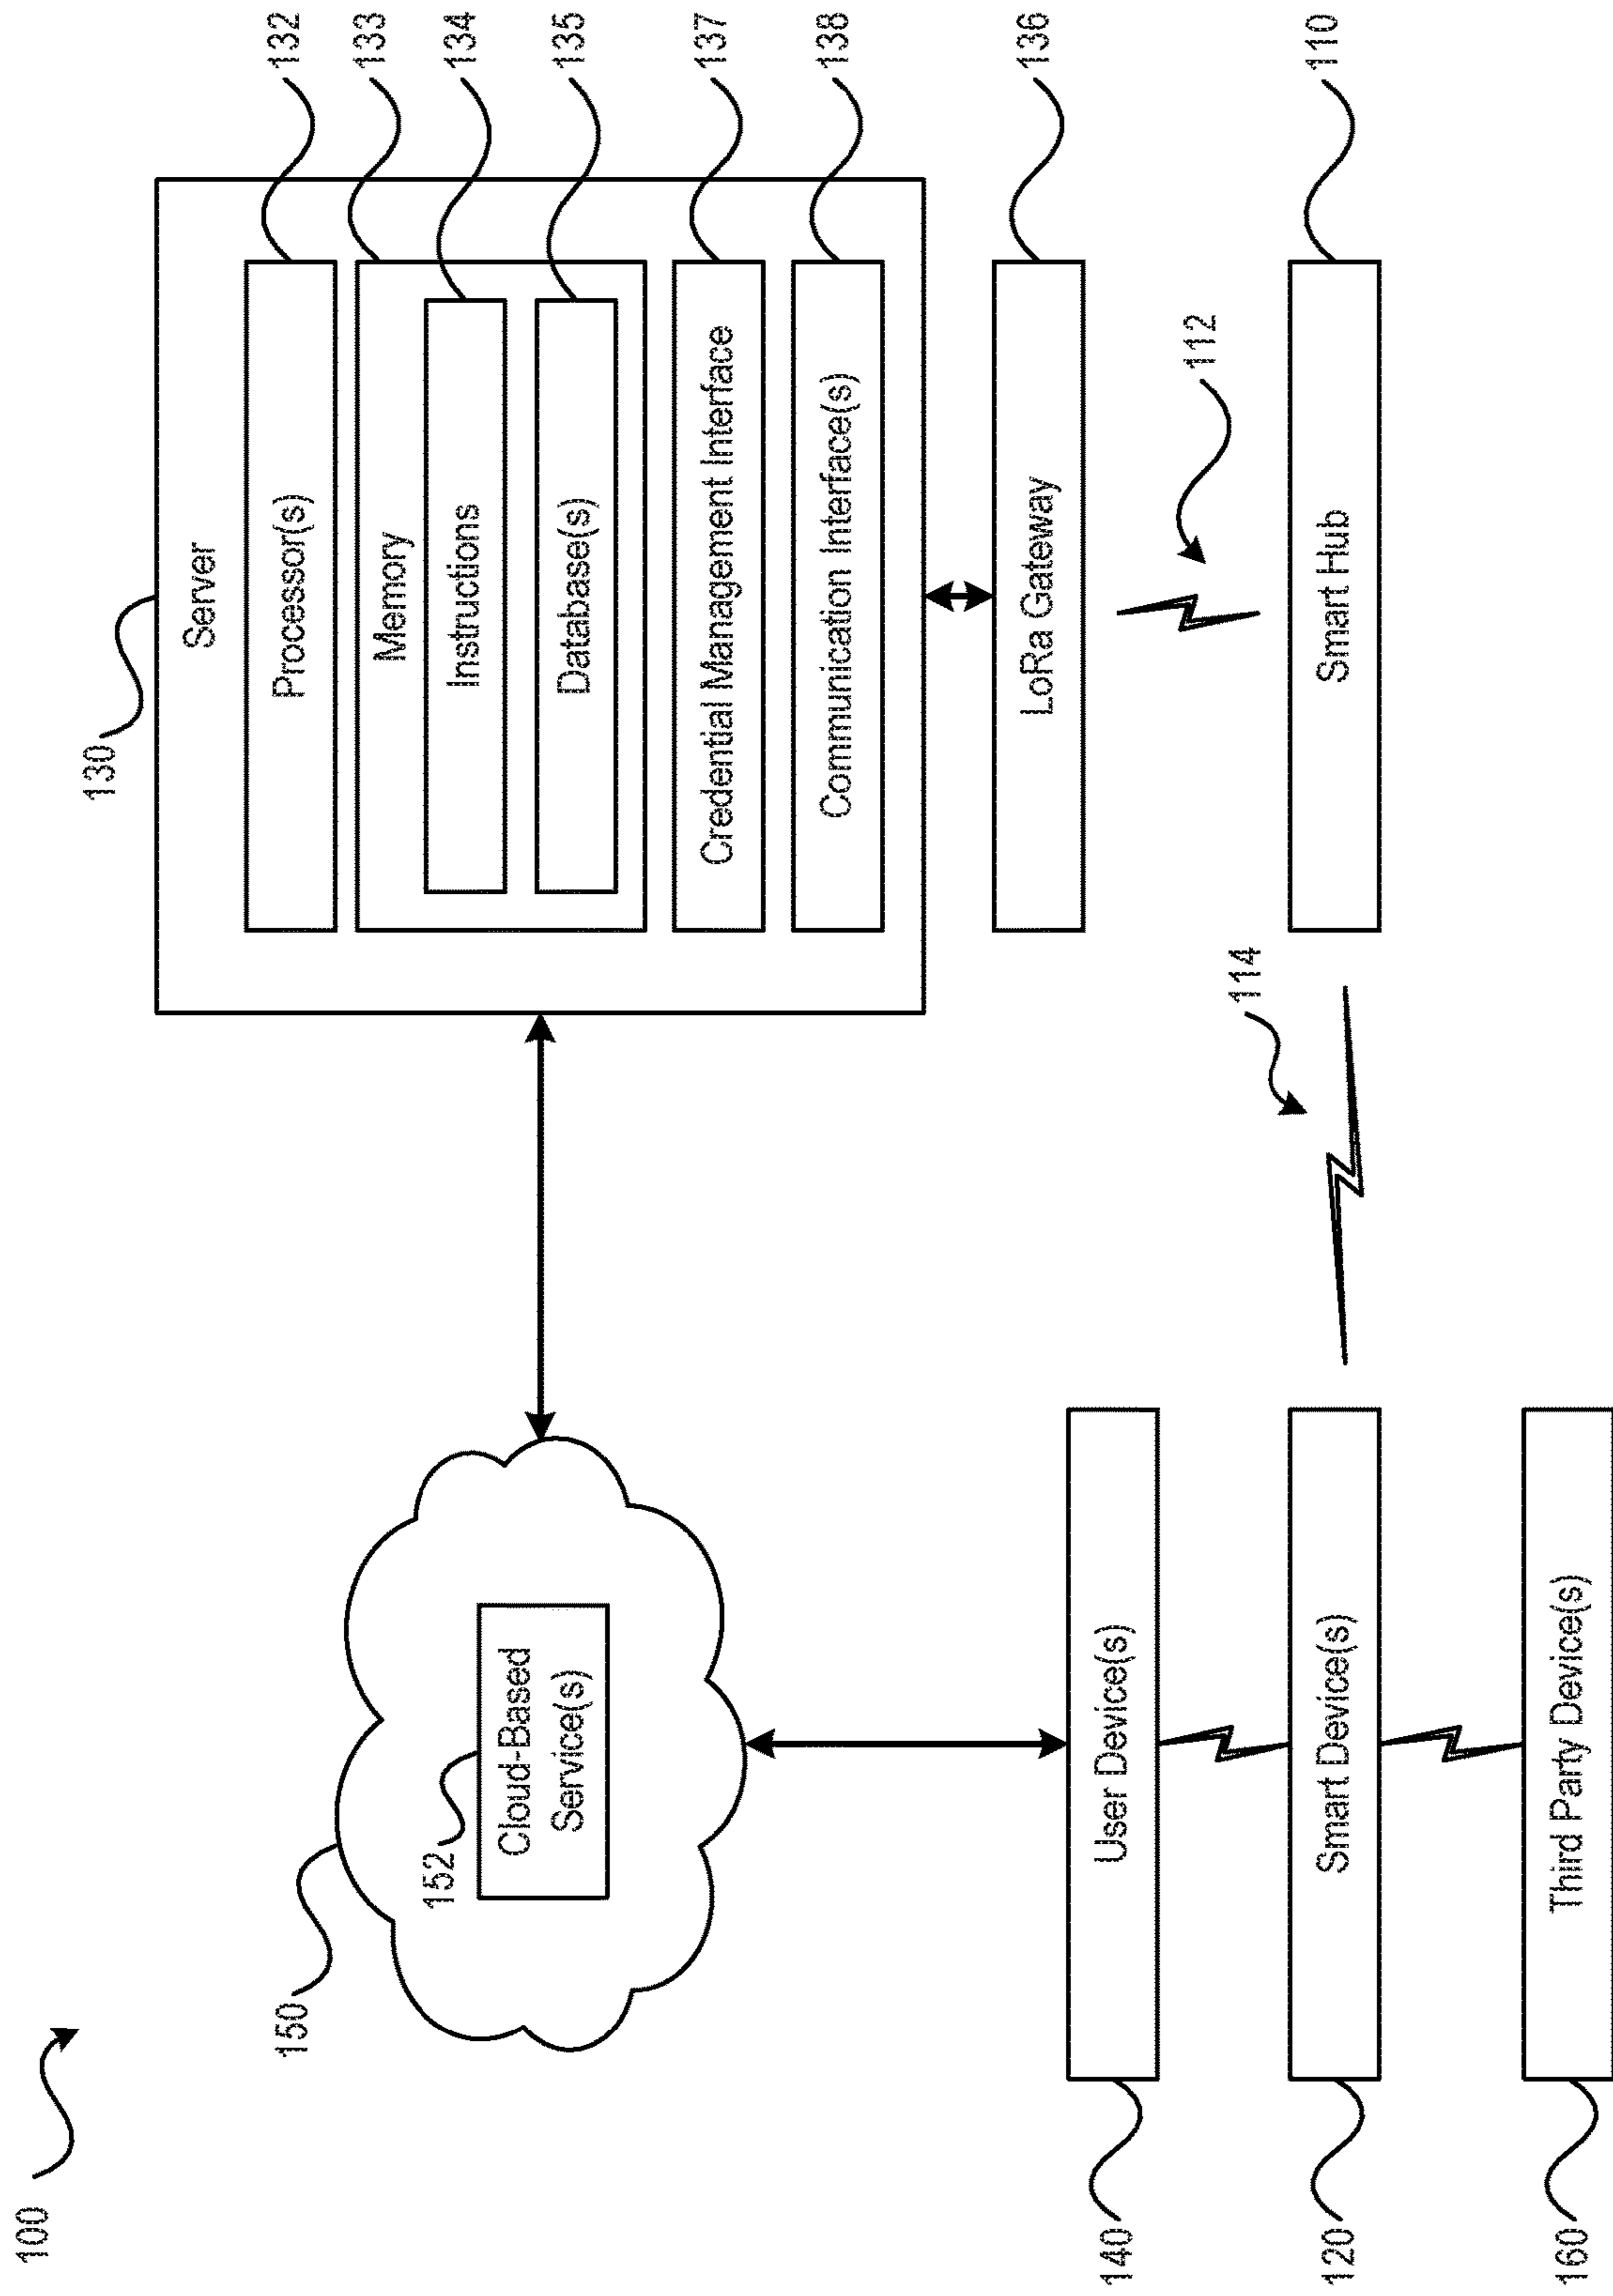 100
130
Server
132
Processor(s)
133
Memory
134
Instructions
135
Database(s)
137
Credential Management Interface
138
Communication Interface(s)
136
LoRa Gateway
112
110
Smart Hub
114
150
152
Cloud-Based
Service(s)
140
User Device(s)
120
Smart Device(s)
160
Third Party Device(s)